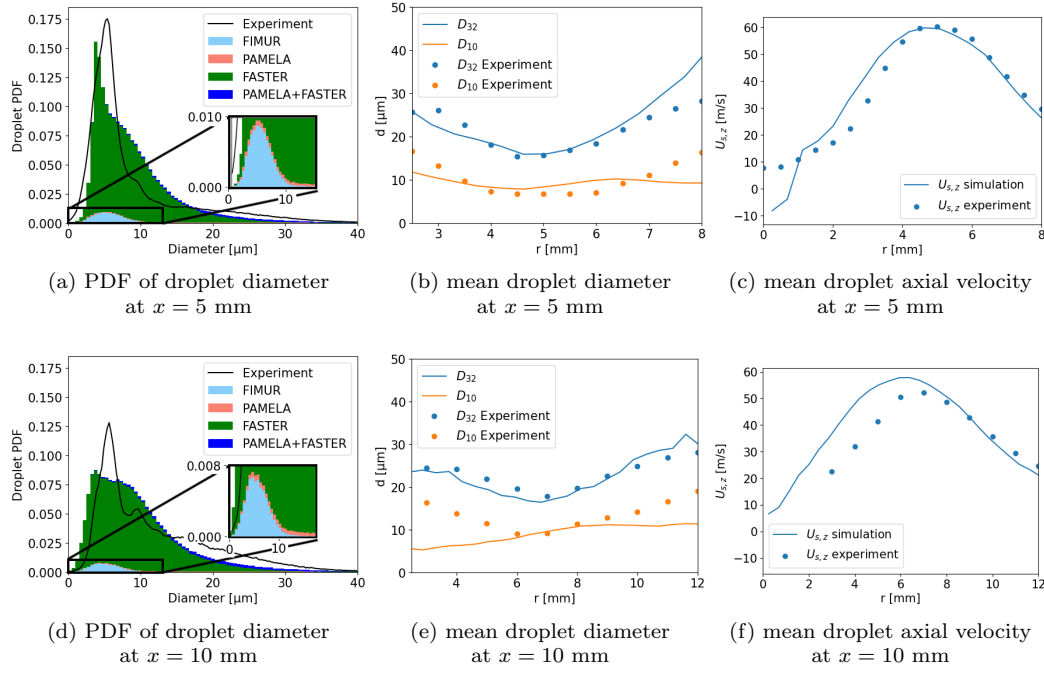 Droplet PDF
0.175
0.150
0.125
0.100
0.075
0.050
0.025
0.000
Experiment
FIMUR
PAMELA
FASTER
PAMELA+FASTER
0.010
0.000
0 10
0 10 20 30 40
Diameter [µm]
(a) PDF of droplet diameter
at x = 5 mm
d [µm]
50
40
30
20
10
0
D32
D10
D32 Experiment
D10 Experiment
3 4 5 6 7 8
r [mm]
(b) mean droplet diameter
at x = 5 mm
Us,z [m/s]
60
50
40
30
20
10
0
−10
Us,z simulation
Us,z experiment
0 2 4 6 8
r [mm]
(c) mean droplet axial velocity
at x = 5 mm
Droplet PDF
0.175
0.150
0.125
0.100
0.075
0.050
0.025
0.000
Experiment
FIMUR
PAMELA
FASTER
PAMELA+FASTER
0.008
0.000
0 10
0 10 20 30 40
Diameter [µm]
(d) PDF of droplet diameter
at x = 10 mm
d [µm]
50
40
30
20
10
0
D32
D10
D32 Experiment
D10 Experiment
4 6 8 10 12
r [mm]
(e) mean droplet diameter
at x = 10 mm
Us,z [m/s]
60
50
40
30
20
10
0
−10
Us,z simulation
Us,z experiment
0 2 4 6 8 10 12
r [mm]
(f) mean droplet axial velocity
at x = 10 mm